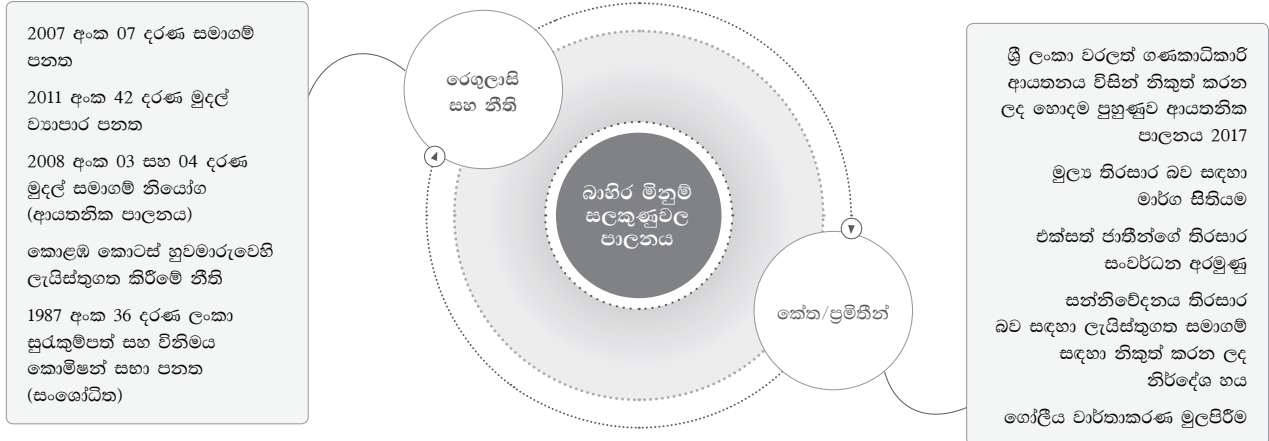 2007 අංක 07 දරණ සමාගම්
පනත
2011 අංක 42 දරණ මුදල්
ව්‍යාපාර පනත
2008 අංක 03 සහ 04 දරණ
මුදල් සමාගම් නියෝග
(ආයතනික පාලනය)
කොළඹ කොටස් හුවමාරුවෙහි
ලැයිස්තුගත කිරීමේ නීති
1987 අංක 36 දරණ ලංකා
සුරැකුම්පත් සහ විනිමය
කොමිෂන් සභා පනත
(සංශෝධිත)
රෙගුලාසි
සහ නීති
බාහිර මිනුම්
සලකුණුවල
පාලනය
කේත/ප්‍රමිතීන්
ශ්‍රී ලංකා වරලත් ගණකාධිකාරි
ආයතනය විසින් නිකුත් කරන
ලද හොදම පුහුණුව ආයතනික
පාලනය 2017
මුල්‍ය තිරසාර බව සඳහා
මාර්ග සිතියම
එක්සත් ජාතීන්ගේ තිරසාර
සංවර්ධන අරමුණු
සන්නිවේදනය තිරසාර
බව සඳහා ලැයිස්තුගත සමාගම්
සඳහා නිකුත් කරන ලද
නිර්දේශ හය
ගෝලීය වාර්තාකරණ මුලපිරීම